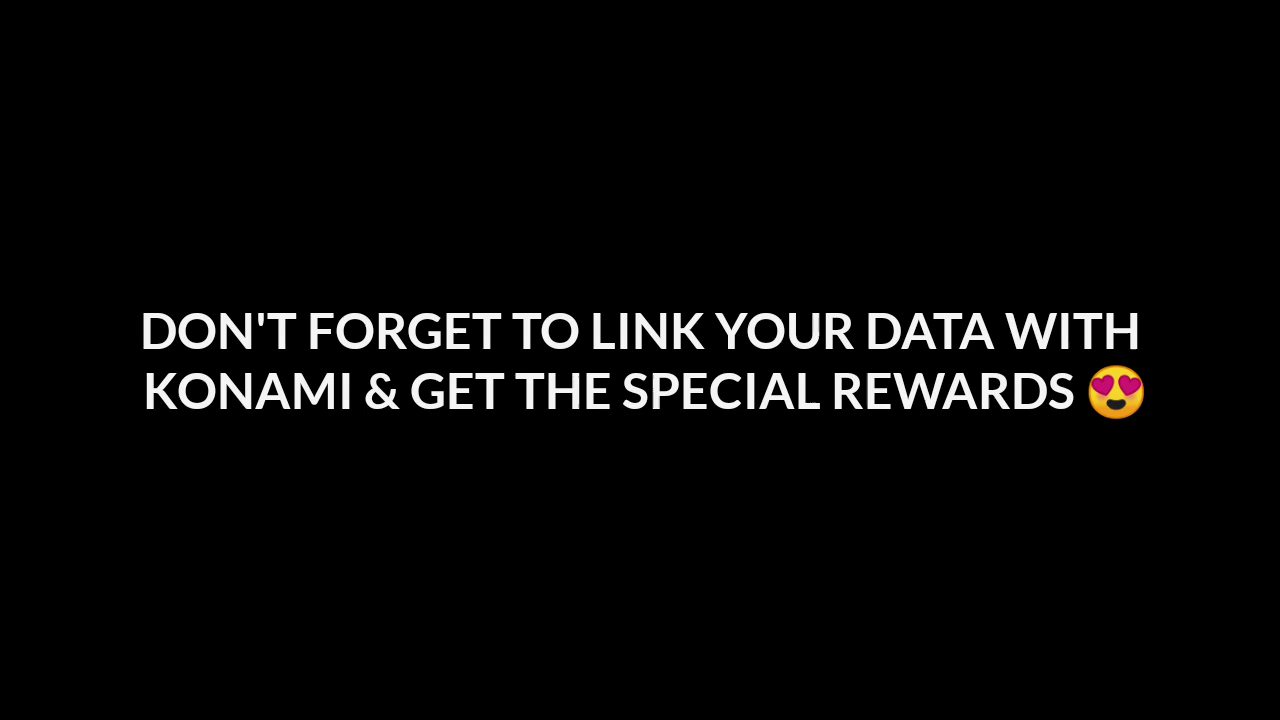 DON'T FORGET TO LINK YOUR DATA WITH
KONAMI & GET THE SPECIAL REWARDS 😍